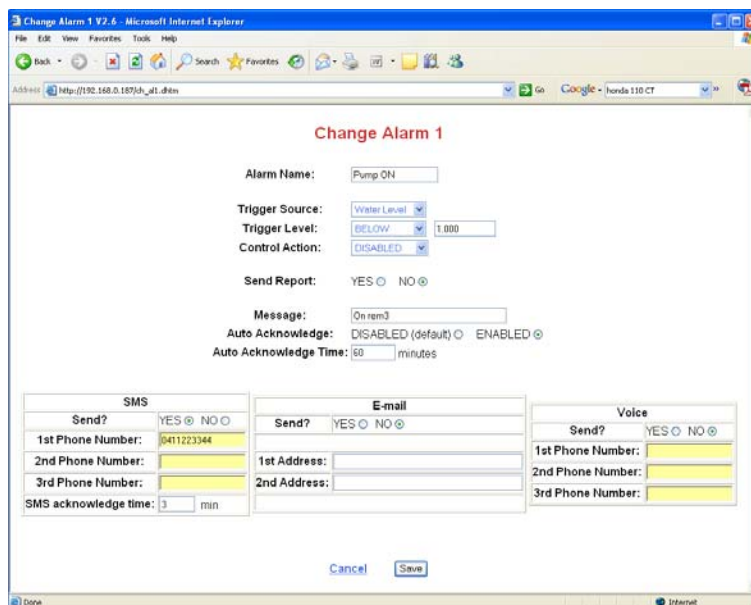 Change Alarm 1 V2.6 - Microsoft Internet Explorer
File Edit View Favorites Tools Help
Back Search Favorites
Address http://192.168.0.187/ch_al1.dhtm Go Google - honda 110 CT
Change Alarm 1
Alarm Name: Pump ON
Trigger Source: Water Level
Trigger Level: BELOW 1.000
Control Action: DISABLED
Send Report: YES NO
Message: On rem3
Auto Acknowledge: DISABLED (default) ENABLED
Auto Acknowledge Time: 60 minutes
SMS
Send? YES NO
1st Phone Number: 0411223344
2nd Phone Number:
3rd Phone Number:
SMS acknowledge time: 3 min
E-mail
Send? YES NO
1st Address:
2nd Address:
Voice
Send? YES NO
1st Phone Number:
2nd Phone Number:
3rd Phone Number:
Cancel Save
Done Internet